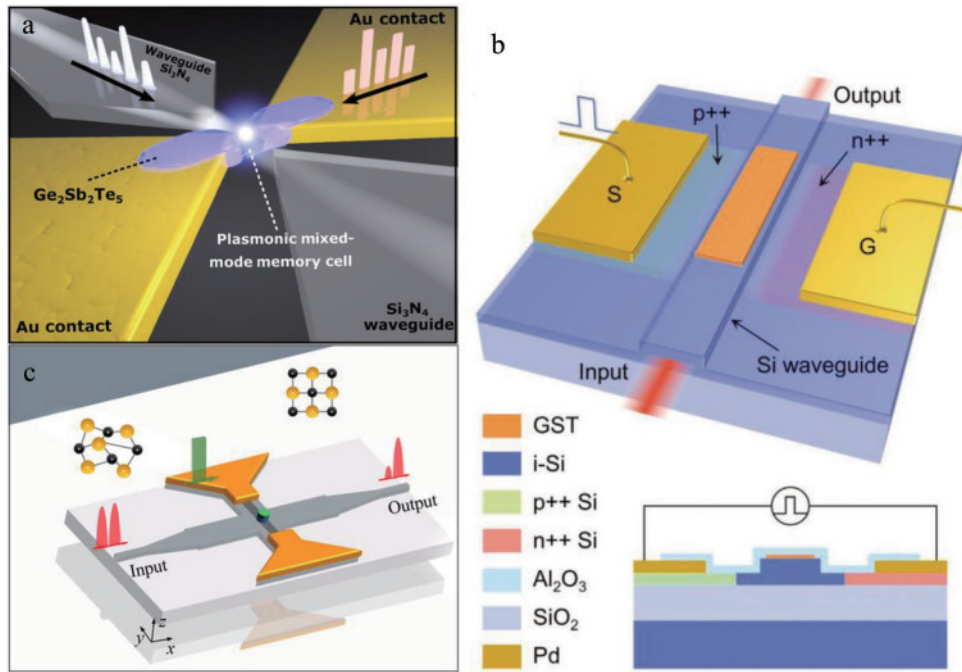 a
Waveguide
Si₃N₄
Au contact
Ge₂Sb₂Te₅
Plasmonic mixed-
mode memory cell
Au contact
Si₃N₄
waveguide
b
Output
p++
n++
S
G
Si waveguide
Input
GST
i-Si
p++ Si
n++ Si
Al₂O₃
SiO₂
Pd
c
Input
Output
z
y
x